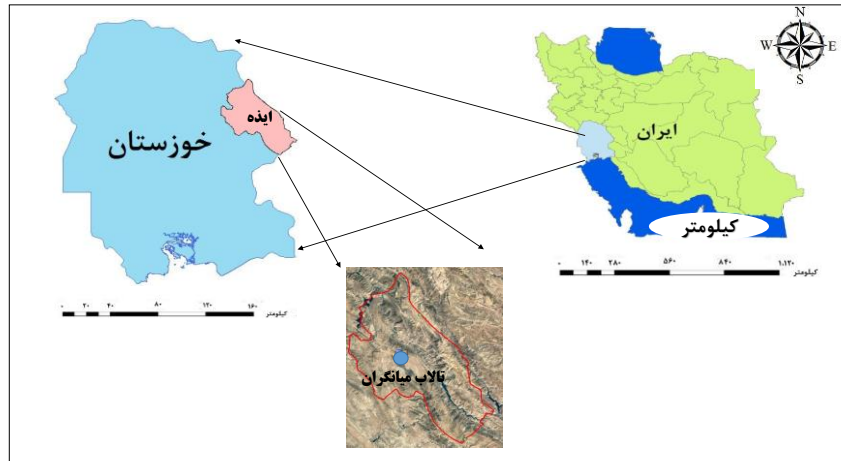 N
W E
S
ایران
کیلومتر
۰ ۱۴۰ ۲۸۰ ۵۶۰ ۸۴۰ ۱،۱۲۰
کیلومتر
ایذه
خوزستان
۰ ۲۰ ۴۰ ۸۰ ۱۲۰ ۱۶۰
کیلومتر
تالاب میانگران